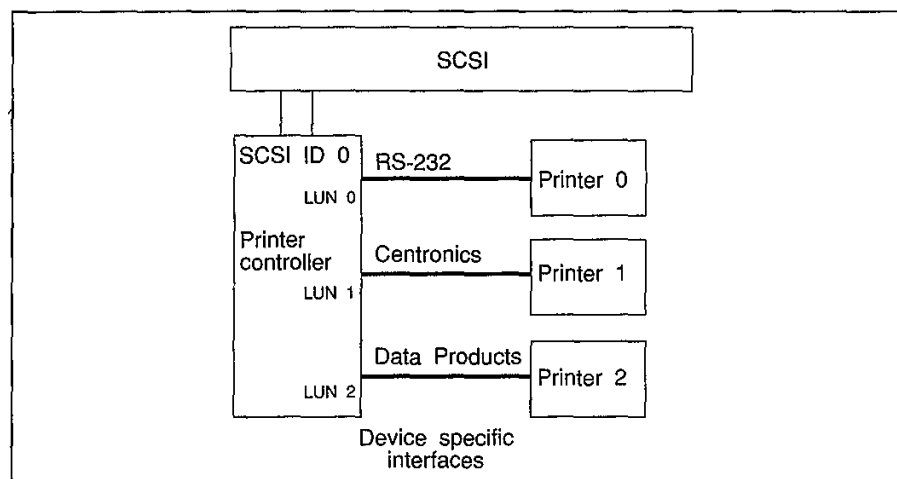 SCSI
SCSI ID 0
RS-232
Printer 0
LUN 0
Printer
controller
Centronics
Printer 1
LUN 1
Data Products
Printer 2
LUN 2
Device specific
interfaces